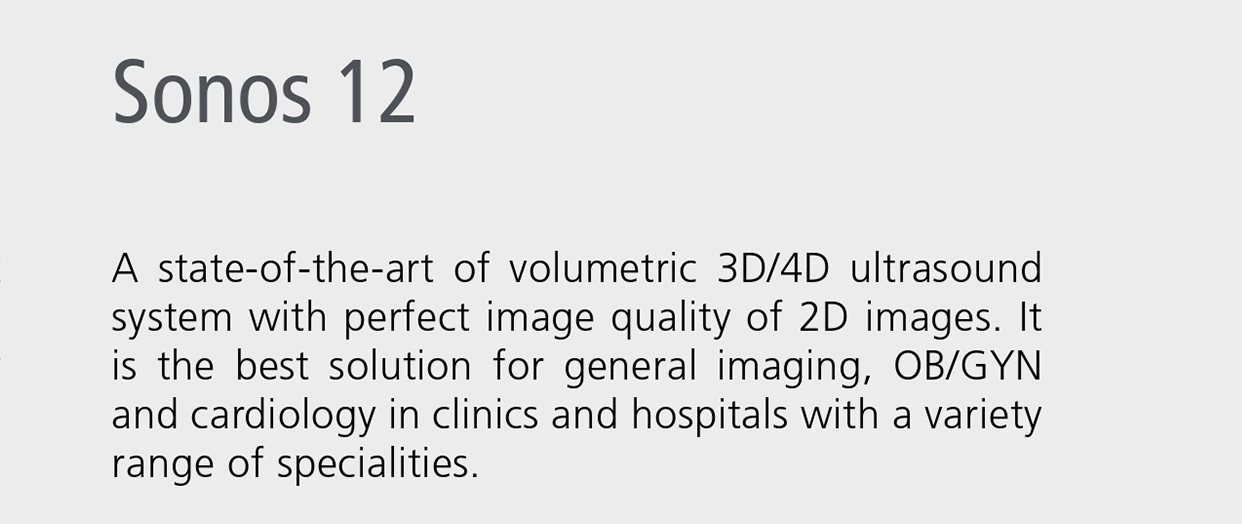 Sonos 12
A state-of-the-art of volumetric 3D/4D ultrasound
system with perfect image quality of 2D images. It
is the best solution for general imaging, OB/GYN
and cardiology in clinics and hospitals with a variety
range of specialities.